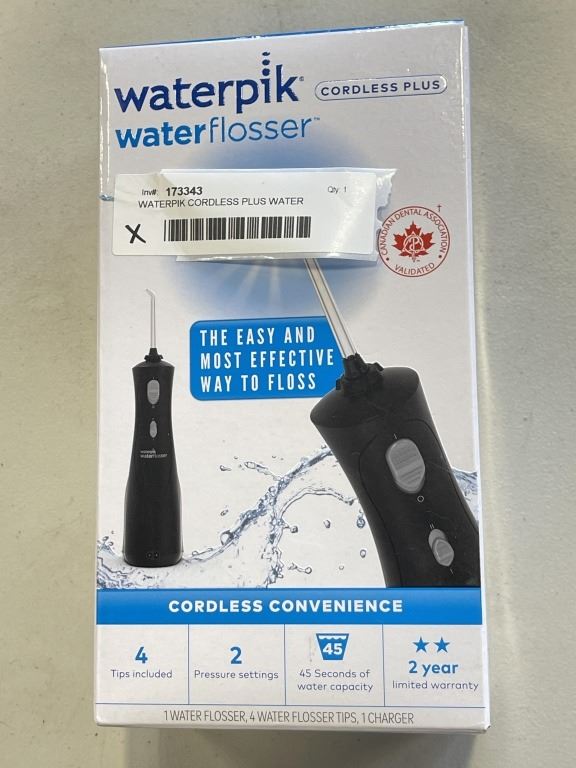 waterpik®
CORDLESS PLUS
waterflosser™
Inv#: 173343
Qty: 1
WATERPIK CORDLESS PLUS WATER
X
CANADIAN DENTAL ASSOCIATION
VALIDATED
†
THE EASY AND
MOST EFFECTIVE
WAY TO FLOSS
waterpik
waterflosser
CORDLESS CONVENIENCE
4
Tips included
2
Pressure settings
45
45 Seconds of
water capacity
★★
2 year
limited warranty
1 WATER FLOSSER, 4 WATER FLOSSER TIPS, 1 CHARGER